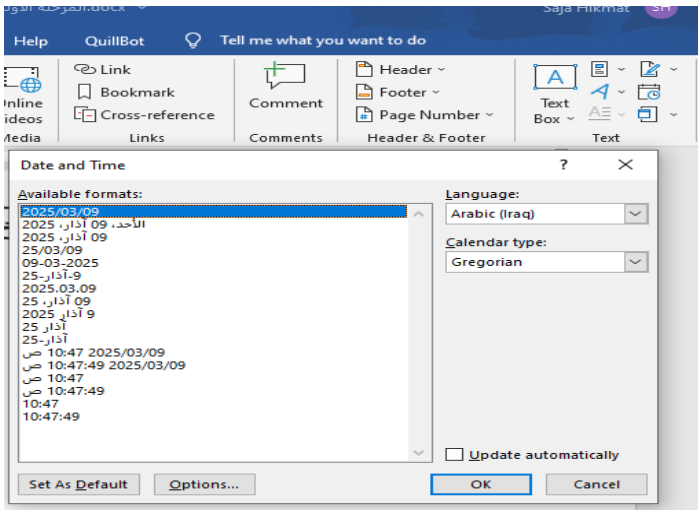 المرحلة الاول.docx
Saja Hikmat SH
Help QuillBot Tell me what you want to do
Link
Bookmark
Cross-reference
Links
Comment
Comments
Header
Footer
Page Number
Header & Footer
A
Text
Box
Text
Online
Videos
Media
Date and Time ? ×
Available formats:
2025/03/09
الأحد، 09 آذار، 2025
09 آذار، 2025
25/03/09
09-03-2025
9-آذار-25
2025.03.09
09 آذار، 25
9 آذار 2025
آذار 25
آذار-25
2025/03/09 10:47 ص
2025/03/09 10:47:49 ص
10:47 ص
10:47:49 ص
10:47
10:47:49
Language:
Arabic (Iraq)
Calendar type:
Gregorian
Update automatically
Set As Default Options... OK Cancel